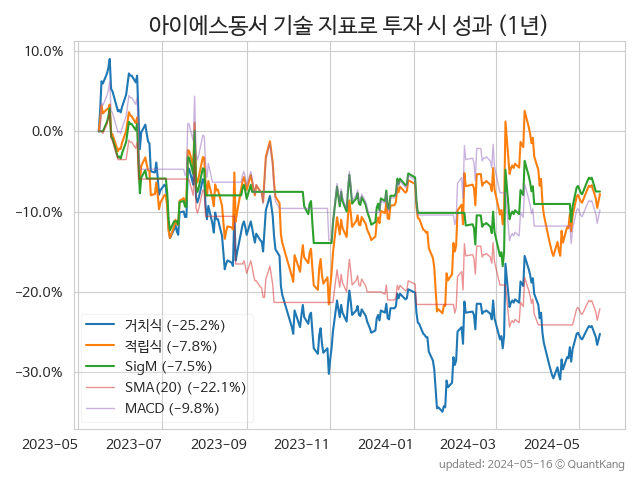 아이에스동서 기술 지표로 투자 시 성과 (1년)
10.0%
0.0%
−10.0%
−20.0%
−30.0%
거치식 (−25.2%)
적립식 (−7.8%)
SigM (−7.5%)
SMA(20) (−22.1%)
MACD (−9.8%)
2023−05 2023−07 2023−09 2023−11 2024−01 2024−03 2024−05
updated: 2024−05−16 © QuantKang